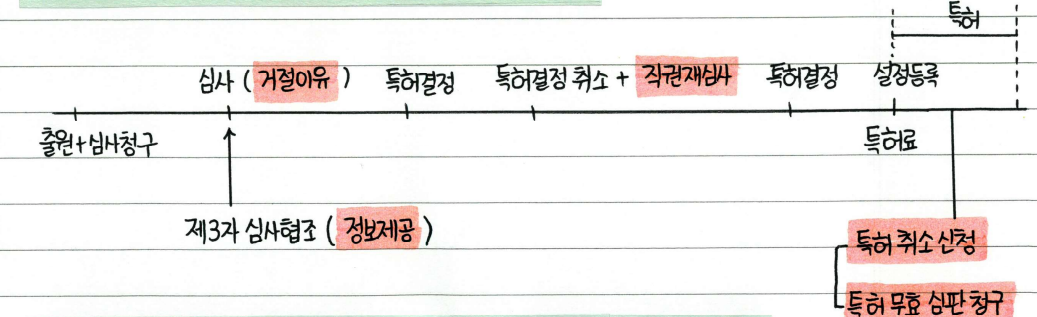 특허
심사 ( 거절이유 ) 특허결정 특허결정 취소 + 직권재심사 특허결정 설정등록
출원+심사청구 특허료
제3자 심사협조 ( 정보제공 )
특허 취소 신청
특허 무효 심판 청구